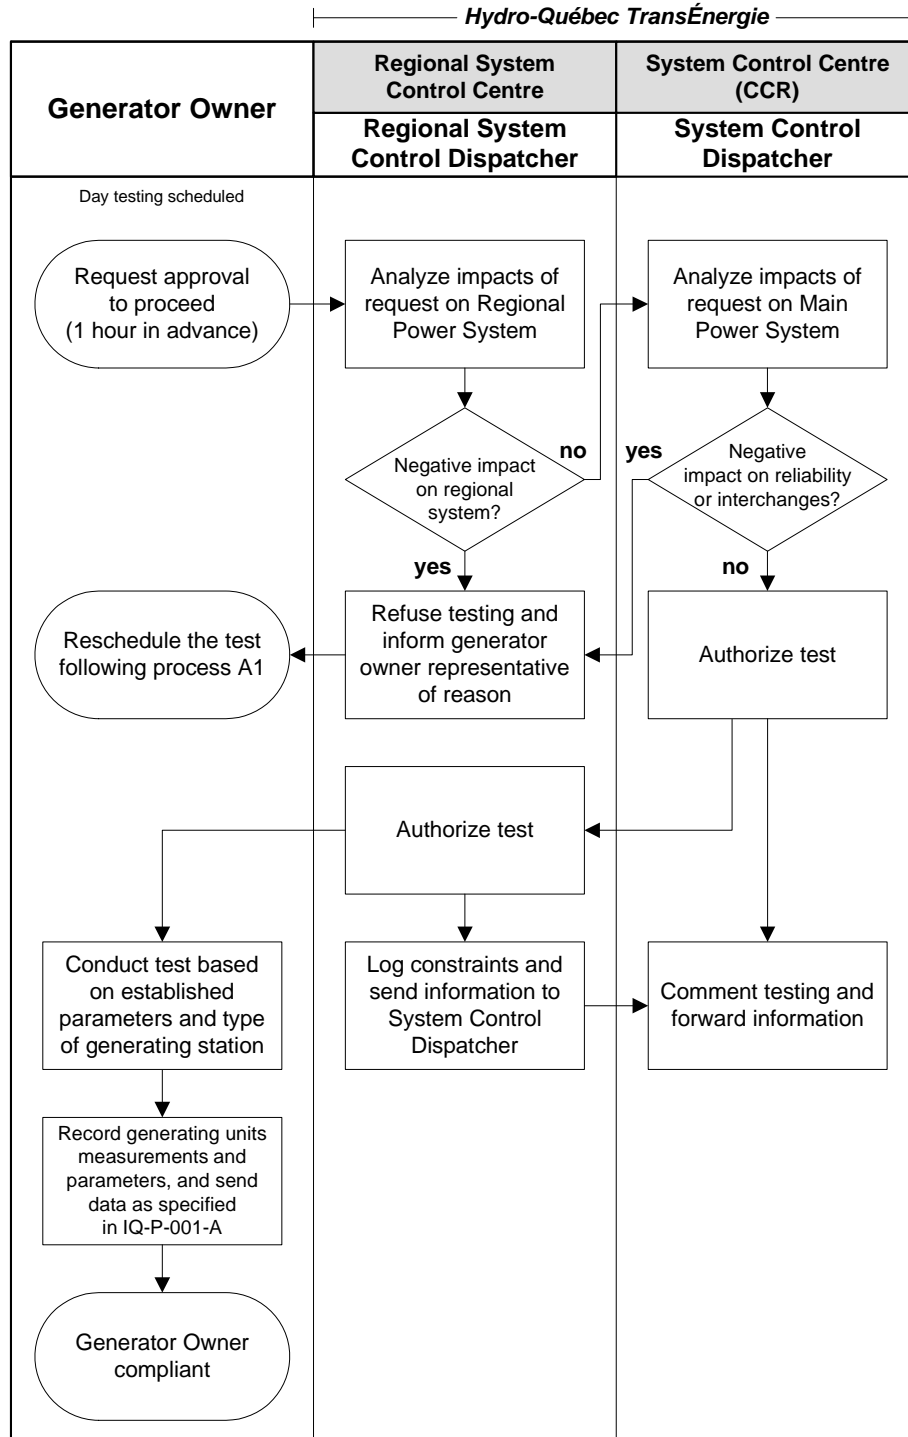 Hydro-Québec TransÉnergie
Generator Owner
Regional System
Control Centre
System Control Centre
(CCR)
Regional System
Control Dispatcher
System Control
Dispatcher
Day testing scheduled
Request approval
to proceed
(1 hour in advance)
Analyze impacts of
request on Regional
Power System
Analyze impacts of
request on Main
Power System
Negative impact
on regional
system?
no
yes
yes
Negative
impact on reliability
or interchanges?
no
Reschedule the test
following process A1
Refuse testing and
inform generator
owner representative
of reason
Authorize test
Authorize test
Conduct test based
on established
parameters and type
of generating station
Log constraints and
send information to
System Control
Dispatcher
Comment testing and
forward information
Record generating units
measurements and
parameters, and send
data as specified
in IQ-P-001-A
Generator Owner
compliant